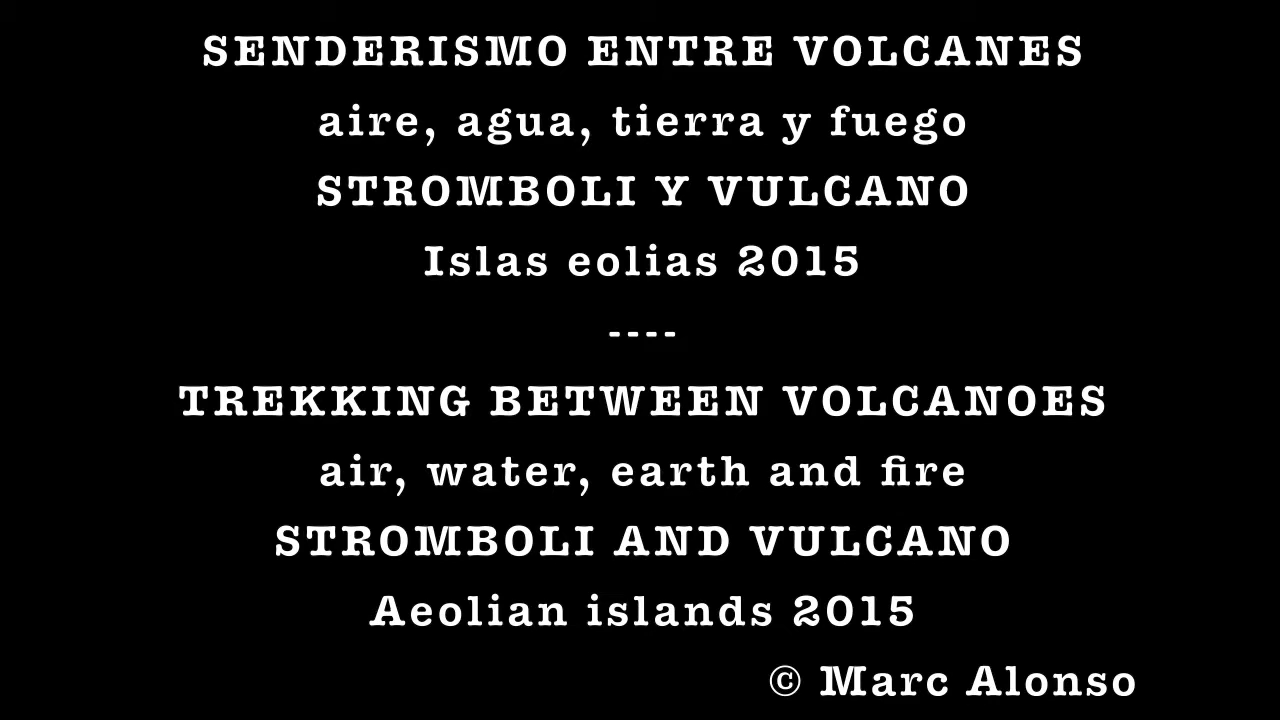 SENDERISMO ENTRE VOLCANES
aire, agua, tierra y fuego
STROMBOLI Y VULCANO
Islas eolias 2015
----
TREKKING BETWEEN VOLCANOES
air, water, earth and fire
STROMBOLI AND VULCANO
Aeolian islands 2015
© Marc Alonso